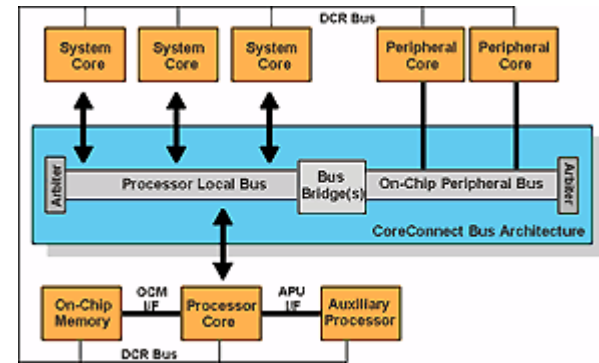 DCR Bus
System
Core
System
Core
System
Core
Peripheral
Core
Peripheral
Core
Arbiter
Processor Local Bus
Bus
Bridge(s)
On-Chip Peripheral Bus
Arbiter
CoreConnect Bus Architecture
On-Chip
Memory
OCM
I/F
Processor
Core
APU
I/F
Auxiliary
Processor
DCR Bus